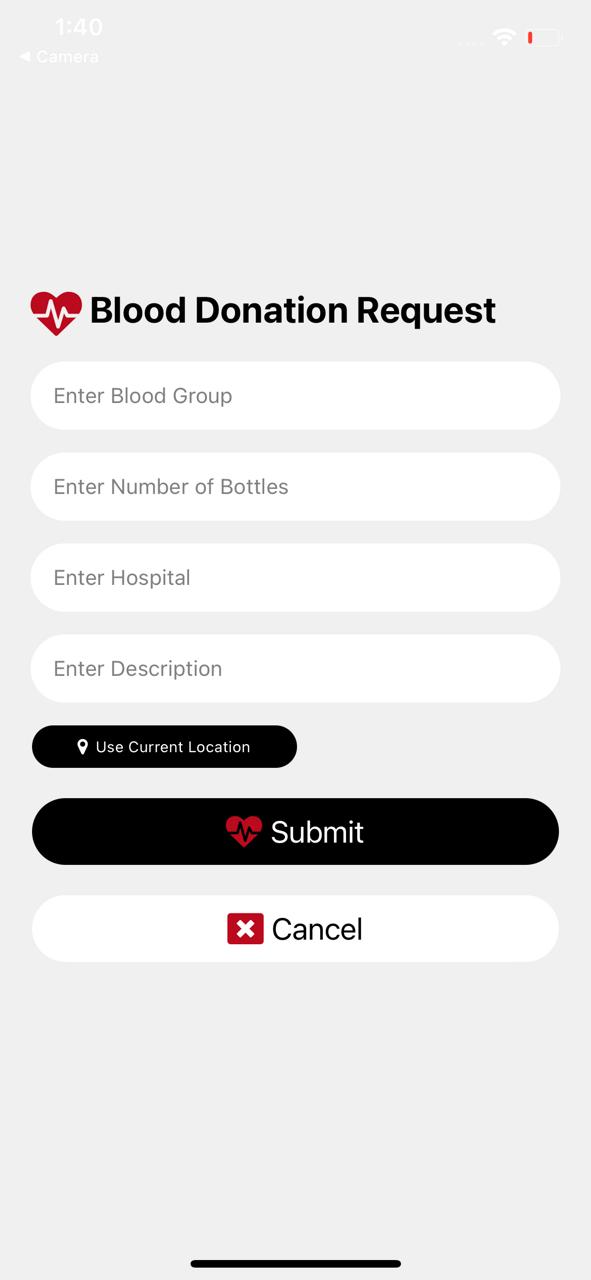 1:40
◀ Camera
Blood Donation Request
Enter Blood Group
Enter Number of Bottles
Enter Hospital
Enter Description
Use Current Location
Submit
Cancel